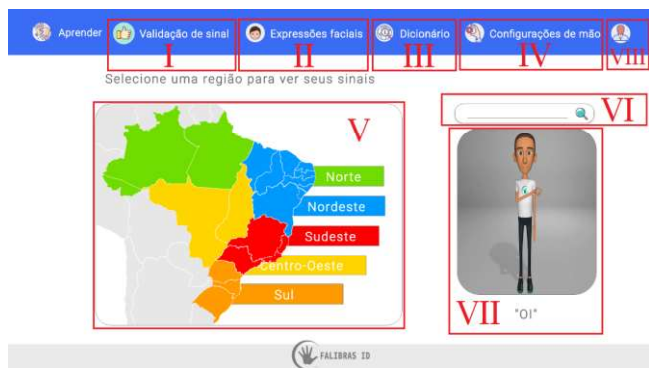 Aprender Validação de sinal Expressões faciais Dicionário Configurações de mão
I II III IV VIII
Selecione uma região para ver seus sinais
V
VI
Norte
Nordeste
Sudeste
Centro-Oeste
Sul
VII "OI"
FALIBRAS ID